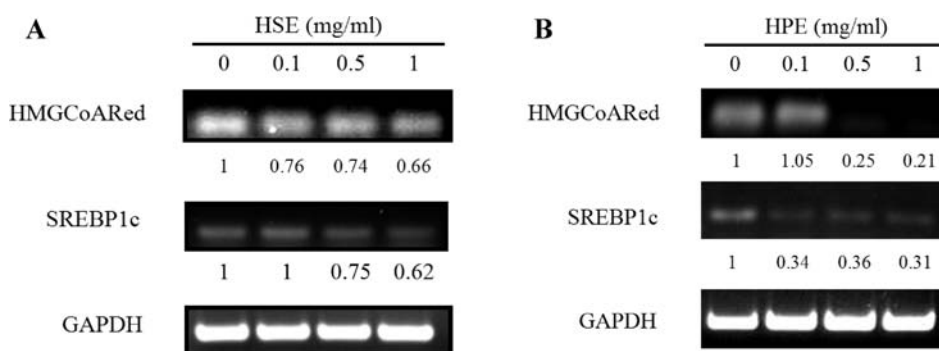 A
HSE (mg/ml)
0 0.1 0.5 1
HMGCoARed
1 0.76 0.74 0.66
SREBP1c
1 1 0.75 0.62
GAPDH
B
HPE (mg/ml)
0 0.1 0.5 1
HMGCoARed
1 1.05 0.25 0.21
SREBP1c
1 0.34 0.36 0.31
GAPDH